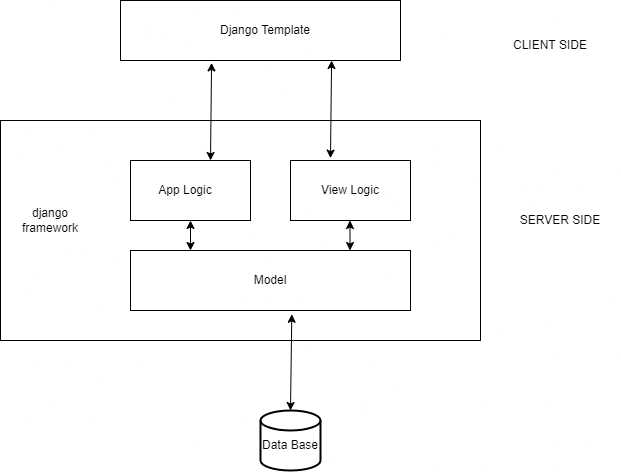 Django Template
CLIENT SIDE
App Logic
View Logic
django
framework
SERVER SIDE
Model
Data Base